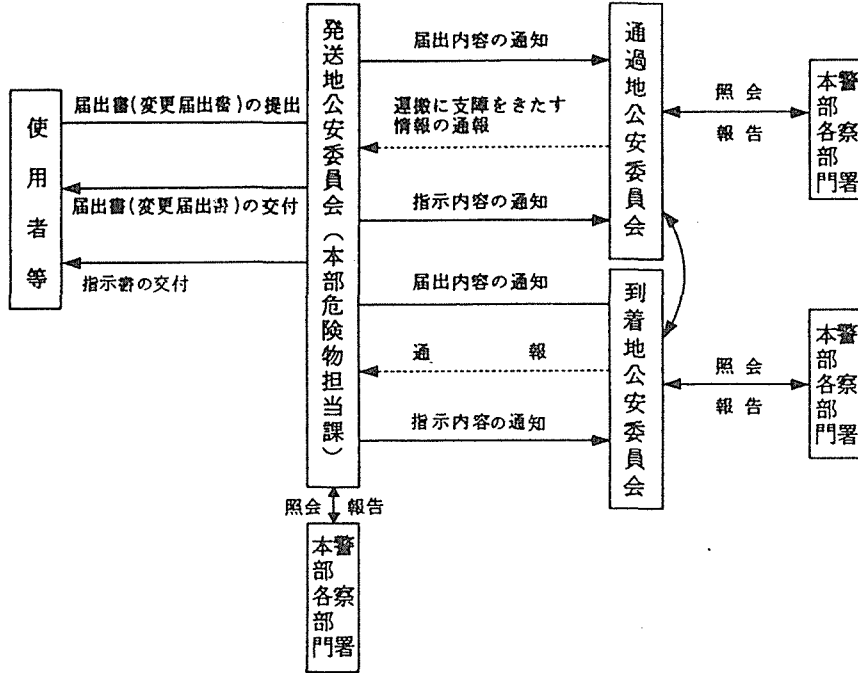 使用者等
届出書(変更届出書)の提出
届出書(変更届出書)の交付
指示書の交付
発送地公安委員会(本部危険物担当課)
届出内容の通知
運搬に支障をきたす
情報の通報
指示内容の通知
届出内容の通知
通報
指示内容の通知
通過地公安委員会
到着地公安委員会
照会
報告
本部各部門
警察署
照会
報告
本部各部門
警察署
照会
報告
本部各部門
警察署